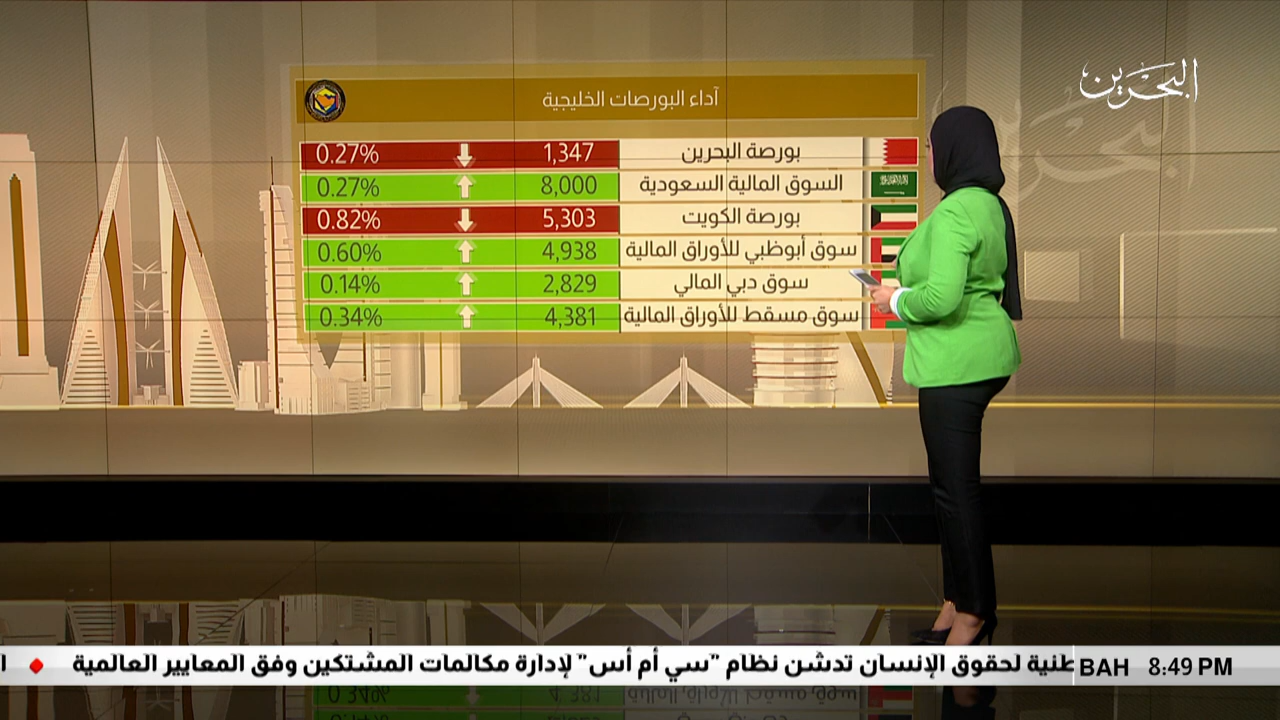 البحرين
آداء البورصات الخليجية
بورصة البحرين 1,347 0.27%
السوق المالية السعودية 8,000 0.27%
بورصة الكويت 5,303 0.82%
سوق أبوظبي للأوراق المالية 4,938 0.60%
سوق دبي المالي 2,829 0.14%
سوق مسقط للأوراق المالية 4,381 0.34%
طنية لحقوق الإنسان تدشن نظام "سي أم أس" لإدارة مكالمات المشتكين وفق المعايير العالمية
BAH 8:49 PM